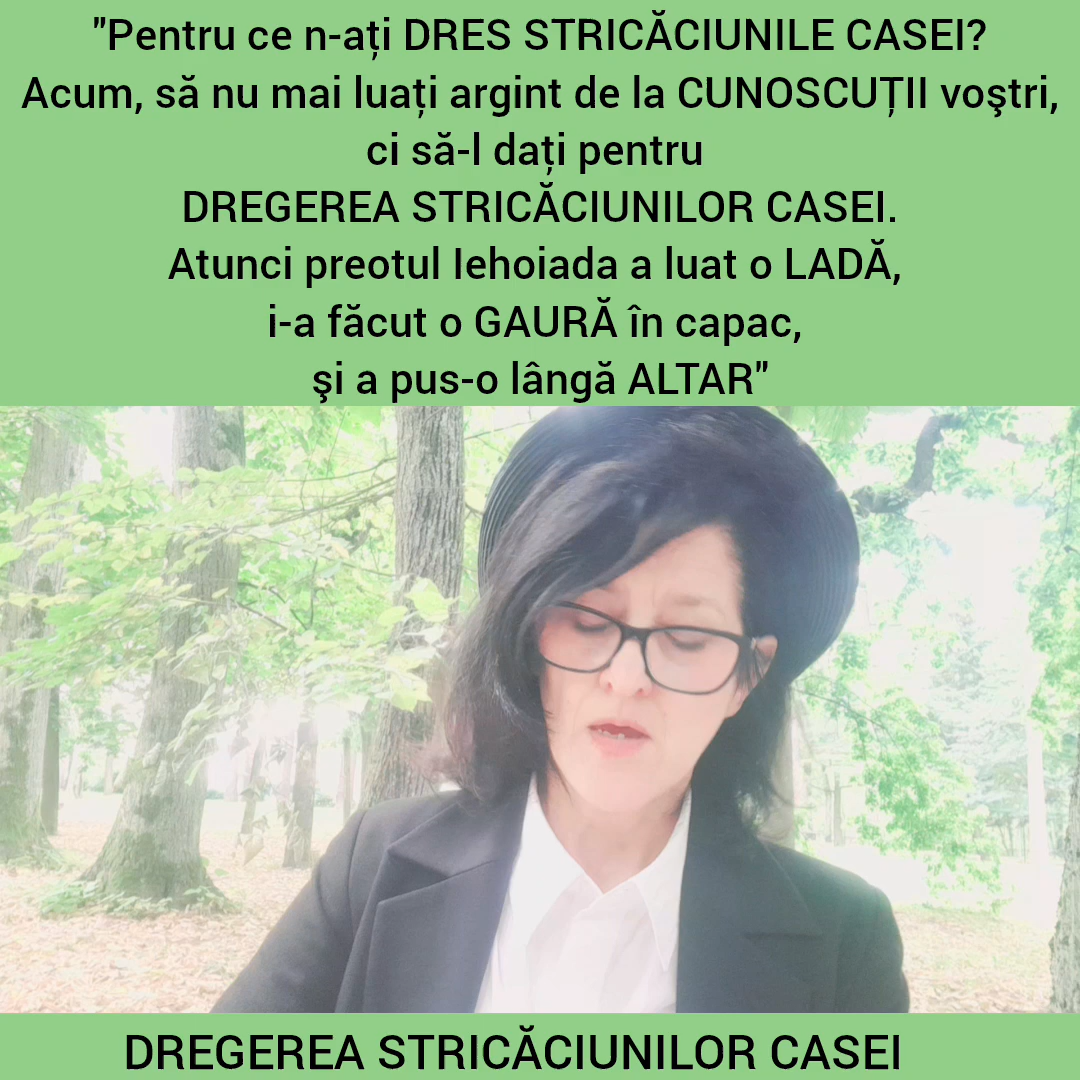 "Pentru ce n-ați DRES STRICĂCIUNILE CASEI?
Acum, să nu mai luați argint de la CUNOSCUȚII voştri,
ci să-l dați pentru
DREGEREA STRICĂCIUNILOR CASEI.
Atunci preotul Iehoiada a luat o LADĂ,
i-a făcut o GAURĂ în capac,
şi a pus-o lângă ALTAR"
DREGEREA STRICĂCIUNILOR CASEI